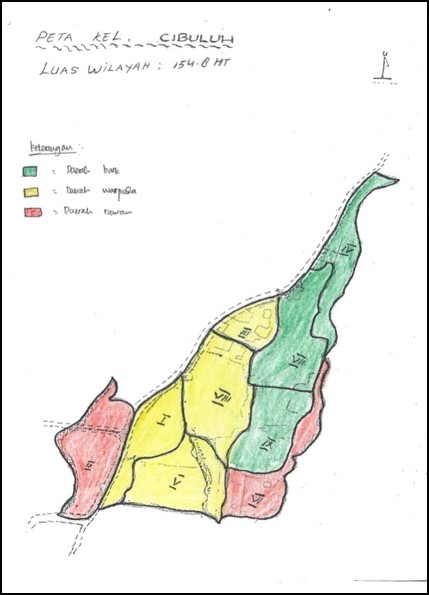 PETA KEL. CIBULUH
LUAS WILAYAH : 154.8 HT
Keterangan :
= Daerah baik
= Daerah waspada
= Daerah rawan
IV
III
VII
VIII
I
IX
II
V
VI